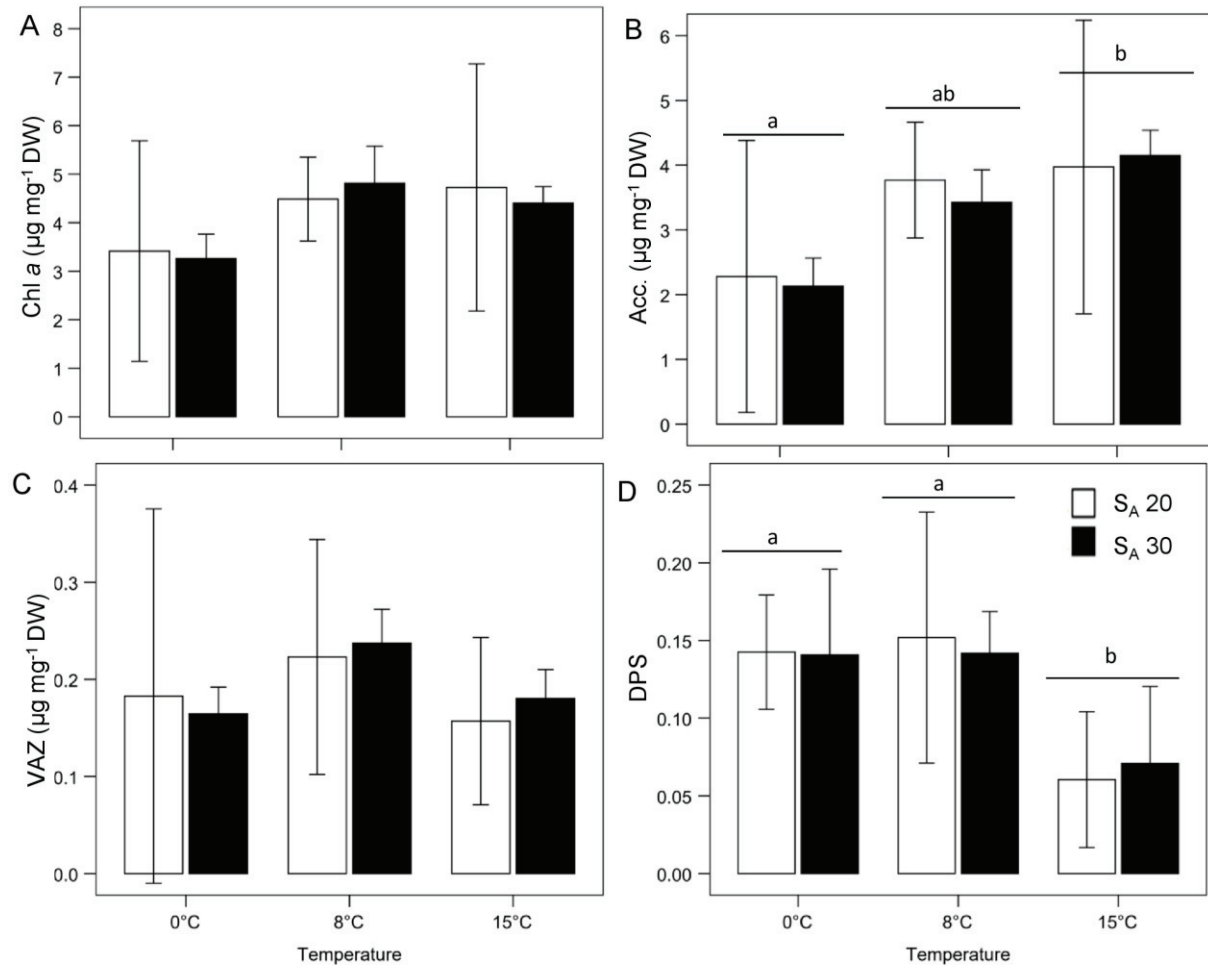 A
Chl a (µg mg⁻¹ DW)
8
7
6
5
4
3
2
1
0
B
Acc. (µg mg⁻¹ DW)
6
5
4
3
2
1
0
a
ab
b
C
VAZ (µg mg⁻¹ DW)
0.4
0.3
0.2
0.1
0.0
0°C 8°C 15°C
Temperature
D
DPS
0.25
0.20
0.15
0.10
0.05
0.00
a
a
b
S_A 20
S_A 30
0°C 8°C 15°C
Temperature